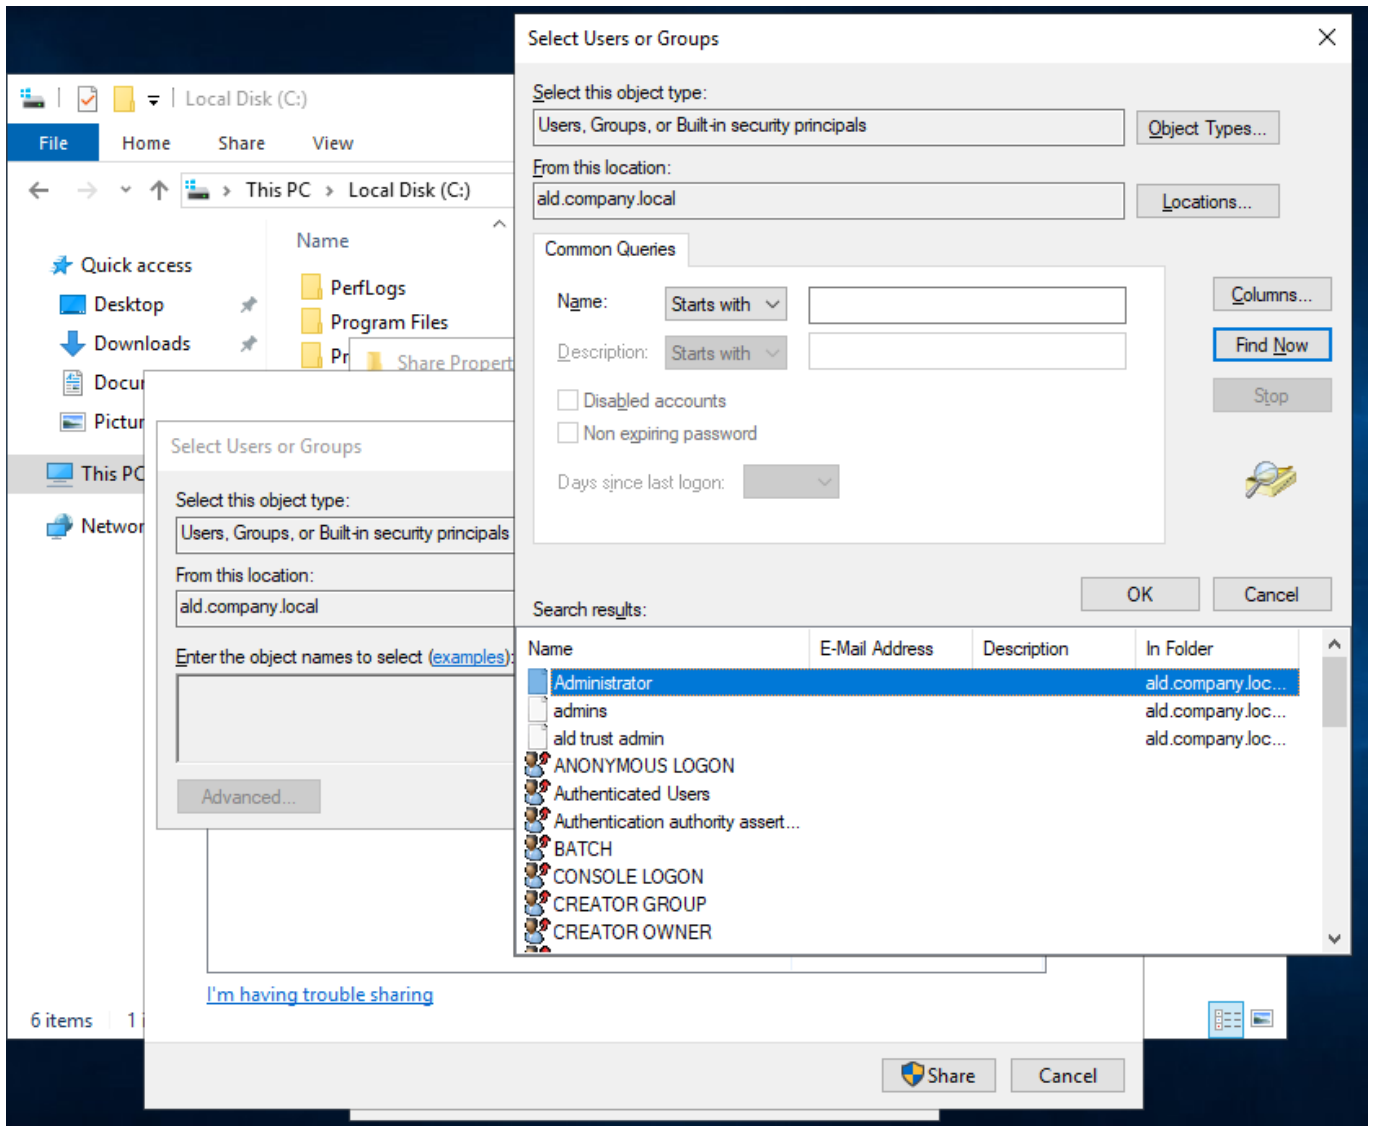 Select Users or Groups
Select this object type:
Users, Groups, or Built-in security principals
Object Types...
From this location:
ald.company.local
Locations...
Common Queries
Name:
Starts with
Columns...
Description:
Starts with
Find Now
Disabled accounts
Stop
Non expiring password
Days since last logon:
OK
Cancel
Search results:
Name E-Mail Address Description In Folder
Administrator ald.company.loc...
admins ald.company.loc...
ald trust admin ald.company.loc...
ANONYMOUS LOGON
Authenticated Users
Authentication authority assert...
BATCH
CONSOLE LOGON
CREATOR GROUP
CREATOR OWNER
Local Disk (C:)
File Home Share View
This PC > Local Disk (C:)
Name
Quick access
Desktop
Downloads
Docu
Pictur
This PC
Networ
PerfLogs
Program Files
Pr
Share Propert
Select Users or Groups
Select this object type:
Users, Groups, or Built-in security principals
From this location:
ald.company.local
Enter the object names to select (examples):
Advanced...
I'm having trouble sharing
6 items 1 i
Share
Cancel